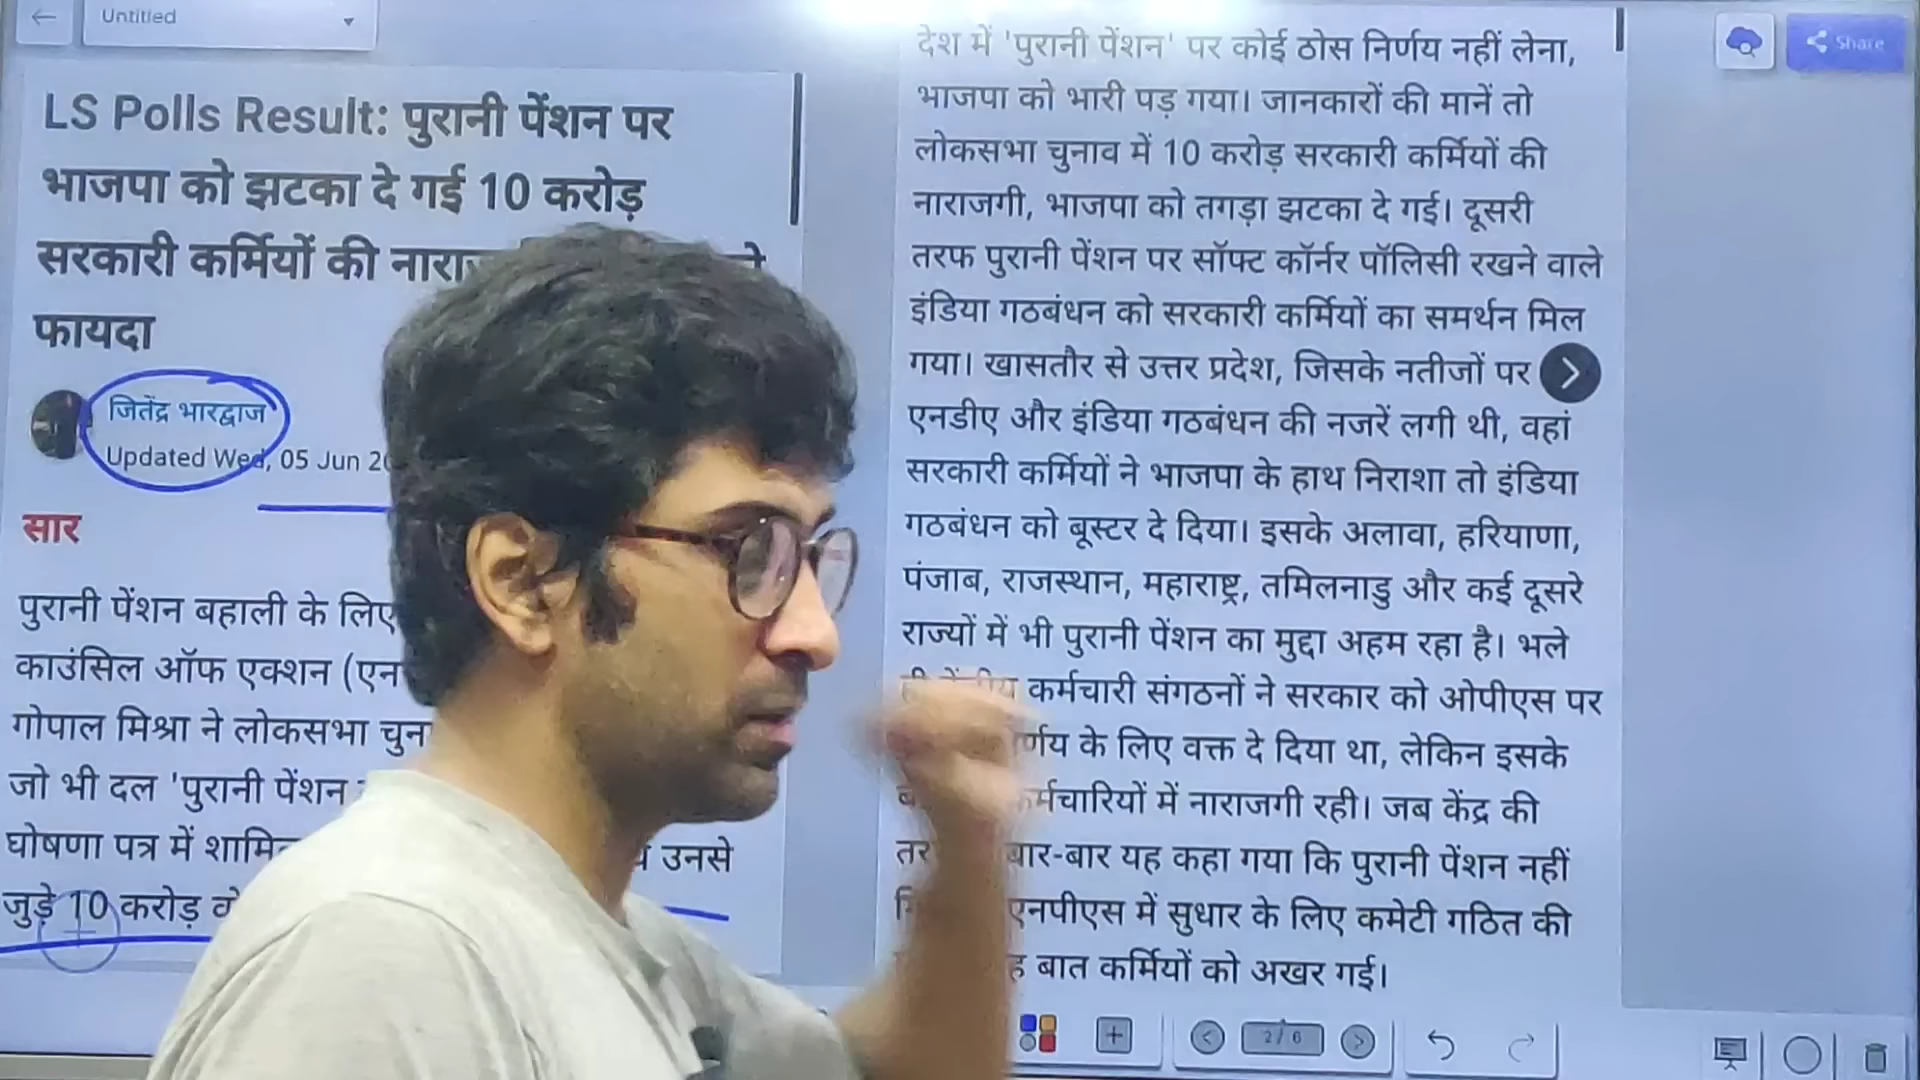 Untitled
Share
LS Polls Result: पुरानी पेंशन पर
भाजपा को झटका दे गई 10 करोड़
सरकारी कर्मियों की
फायदा
जितेंद्र भारद्वाज
Updated Wed, 05 Jun
सार
पुरानी पेंशन बहाली के लिए
काउंसिल ऑफ एक्शन
गोपाल मिश्रा ने लोकसभा
जो भी दल 'पुरानी पेंशन
घोषणा पत्र में
उनसे
जुड़े 10 करोड़
देश में 'पुरानी पेंशन' पर कोई ठोस निर्णय नहीं लेना,
भाजपा को भारी पड़ गया। जानकारों की मानें तो
लोकसभा चुनाव में 10 करोड़ सरकारी कर्मियों की
नाराजगी, भाजपा को तगड़ा झटका दे गई। दूसरी
तरफ पुरानी पेंशन पर सॉफ्ट कॉर्नर पॉलिसी रखने वाले
इंडिया गठबंधन को सरकारी कर्मियों का समर्थन मिल
गया। खासतौर से उत्तर प्रदेश, जिसके नतीजों पर
एनडीए और इंडिया गठबंधन की नजरें लगी थी, वहां
सरकारी कर्मियों ने भाजपा के हाथ निराशा तो इंडिया
गठबंधन को बूस्टर दे दिया। इसके अलावा, हरियाणा,
पंजाब, राजस्थान, महाराष्ट्र, तमिलनाडु और कई दूसरे
राज्यों में भी पुरानी पेंशन का मुद्दा अहम रहा है। भले
कर्मचारी संगठनों ने सरकार को ओपीएस पर
के लिए वक्त दे दिया था, लेकिन इसके
में नाराजगी रही। जब केंद्र की
बार-बार यह कहा गया कि पुरानी पेंशन नहीं
एनपीएस में सुधार के लिए कमेटी गठित की
बात कर्मियों को अखर गई।
2/6